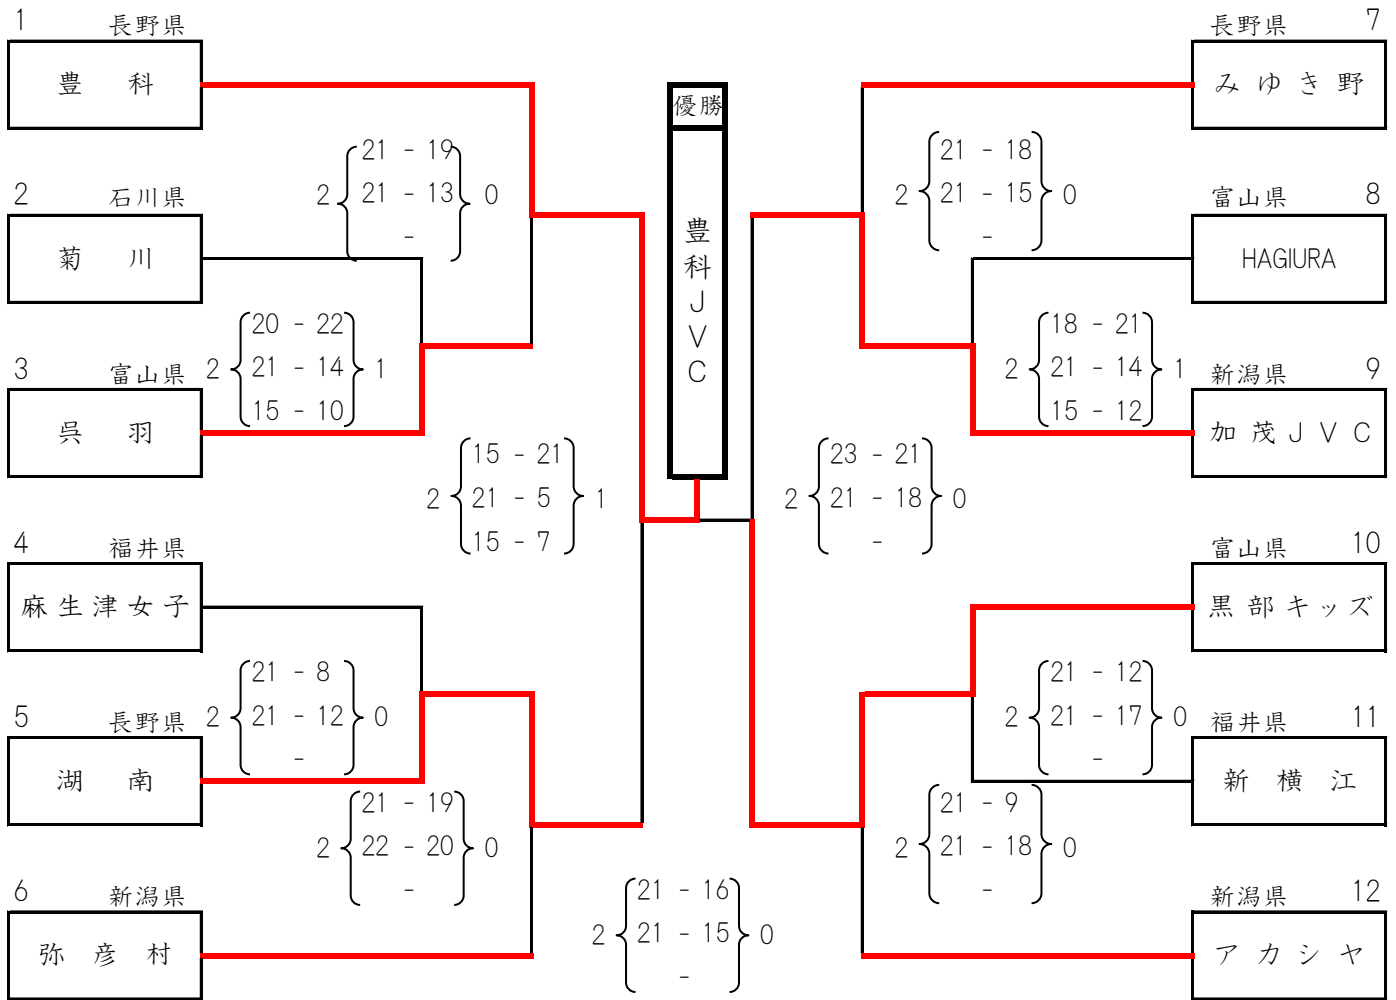 1 長野県
豊 科
2 石川県
菊 川
3 富山県
呉 羽
4 福井県
麻生津女子
5 長野県
湖 南
6 新潟県
弥 彦 村
2 21 - 19 0
21 - 13
-
20 - 22
2 21 - 14 1
15 - 10
15 - 21
2 21 - 5 1
15 - 7
21 - 8
2 21 - 12 0
-
21 - 19
2 22 - 20 0
-
優勝
豊科JVC
21 - 16
2 21 - 15 0
-
21 - 18
2 21 - 15 0
-
18 - 21
2 21 - 14 1
15 - 12
23 - 21
2 21 - 18 0
-
21 - 12
2 21 - 17 0
-
21 - 9
2 21 - 18 0
-
長野県 7
みゆき野
富山県 8
HAGIURA
新潟県 9
加茂JVC
富山県 10
黒部キッズ
福井県 11
新 横 江
新潟県 12
アカシヤ